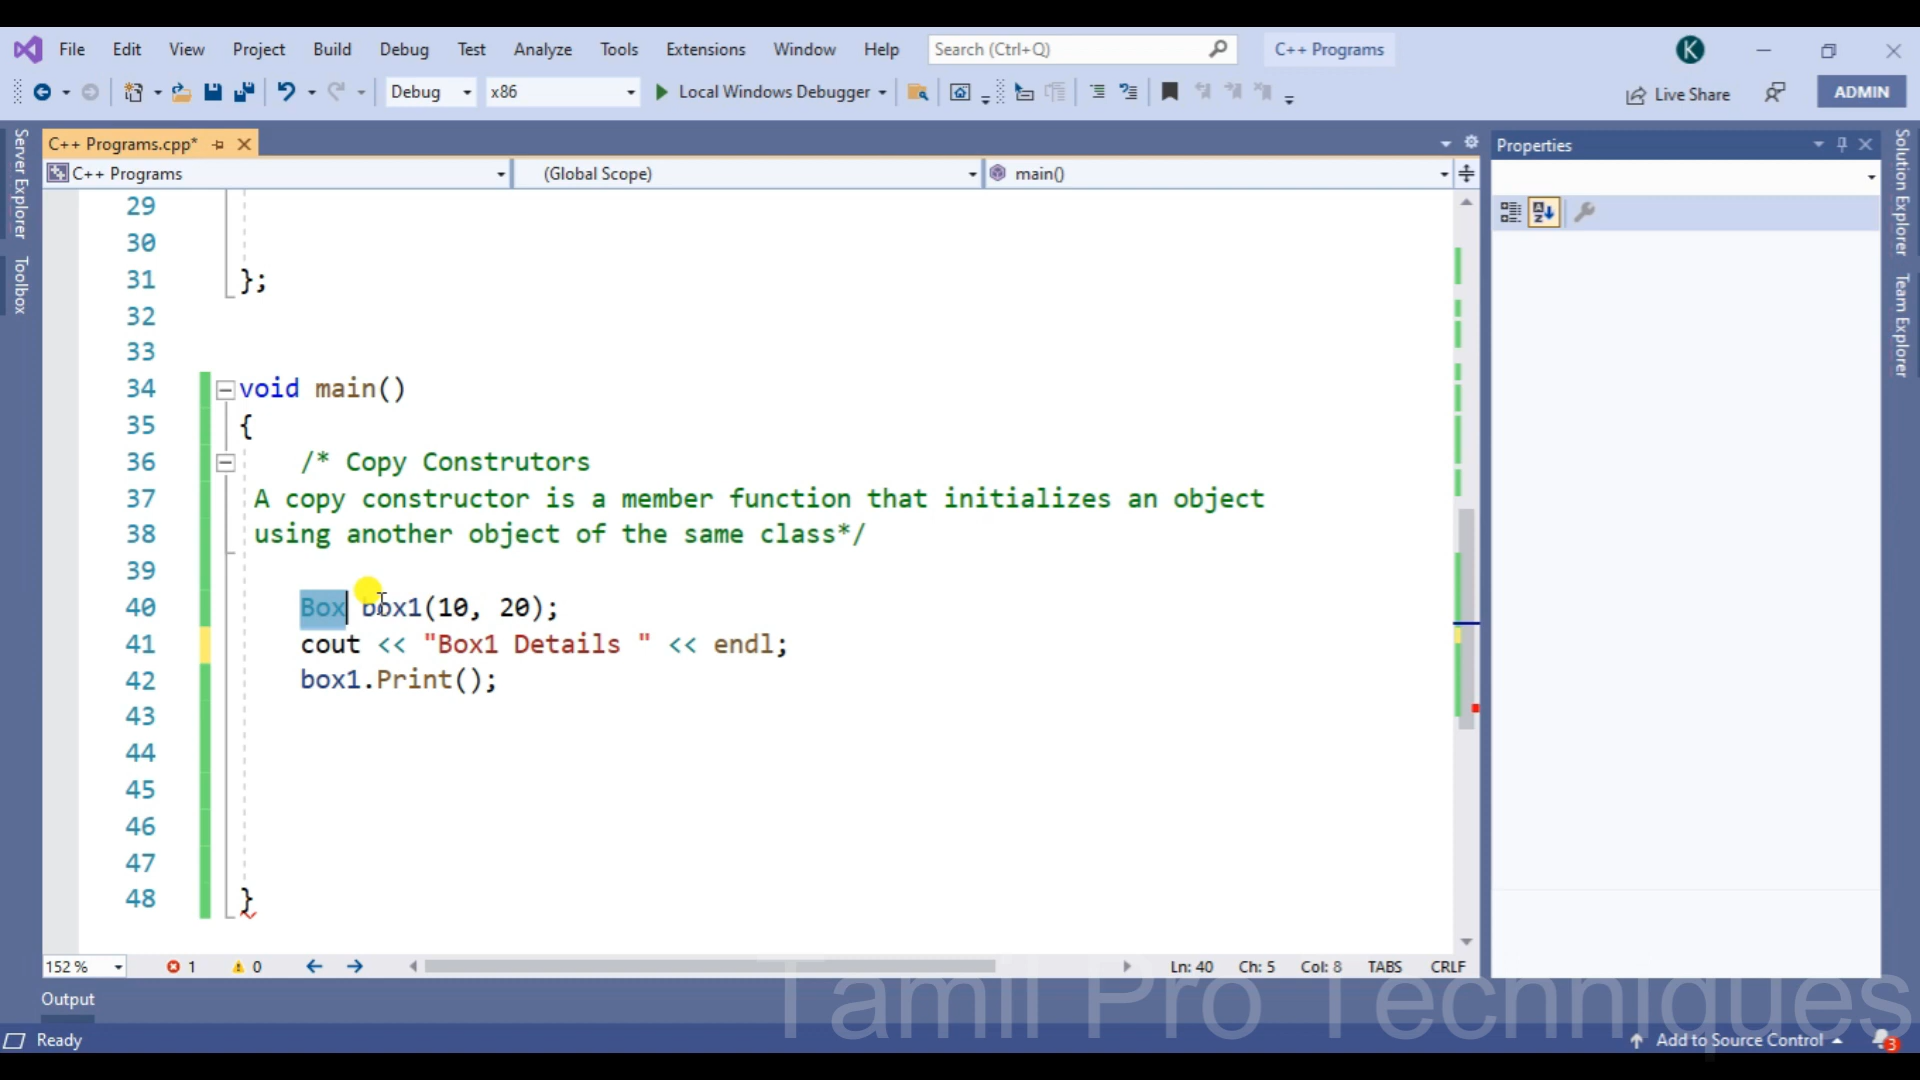 File Edit View Project Build Debug Test Analyze Tools Extensions Window Help Search (Ctrl+Q) C++ Programs K
Debug x86 Local Windows Debugger Live Share ADMIN
Server Explorer
Toolbox
C++ Programs.cpp*
C++ Programs (Global Scope) main()
29
30
31 };
32
33
34 void main()
35 {
36 /* Copy Construtors
37 A copy constructor is a member function that initializes an object
38 using another object of the same class*/
39
40 Box box1(10, 20);
41 cout << "Box1 Details " << endl;
42 box1.Print();
43
44
45
46
47
48 }
152 % 1 0 Ln: 40 Ch: 5 Col: 8 TABS CRLF
Properties
Solution Explorer
Team Explorer
Output
Tamil Pro Techniques
Ready Add to Source Control 3